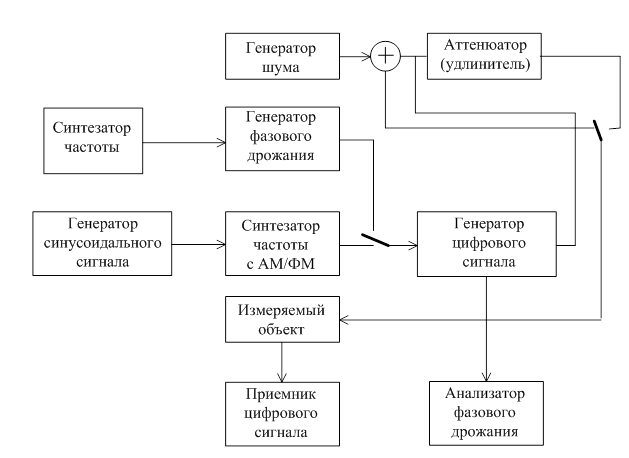 Генератор
шума
+
Аттенюатор
(удлинитель)
Синтезатор
частоты
Генератор
фазового
дрожания
Генератор
синусоидального
сигнала
Синтезатор
частоты
с АМ/ФМ
Генератор
цифрового
сигнала
Измеряемый
объект
Приемник
цифрового
сигнала
Анализатор
фазового
дрожания